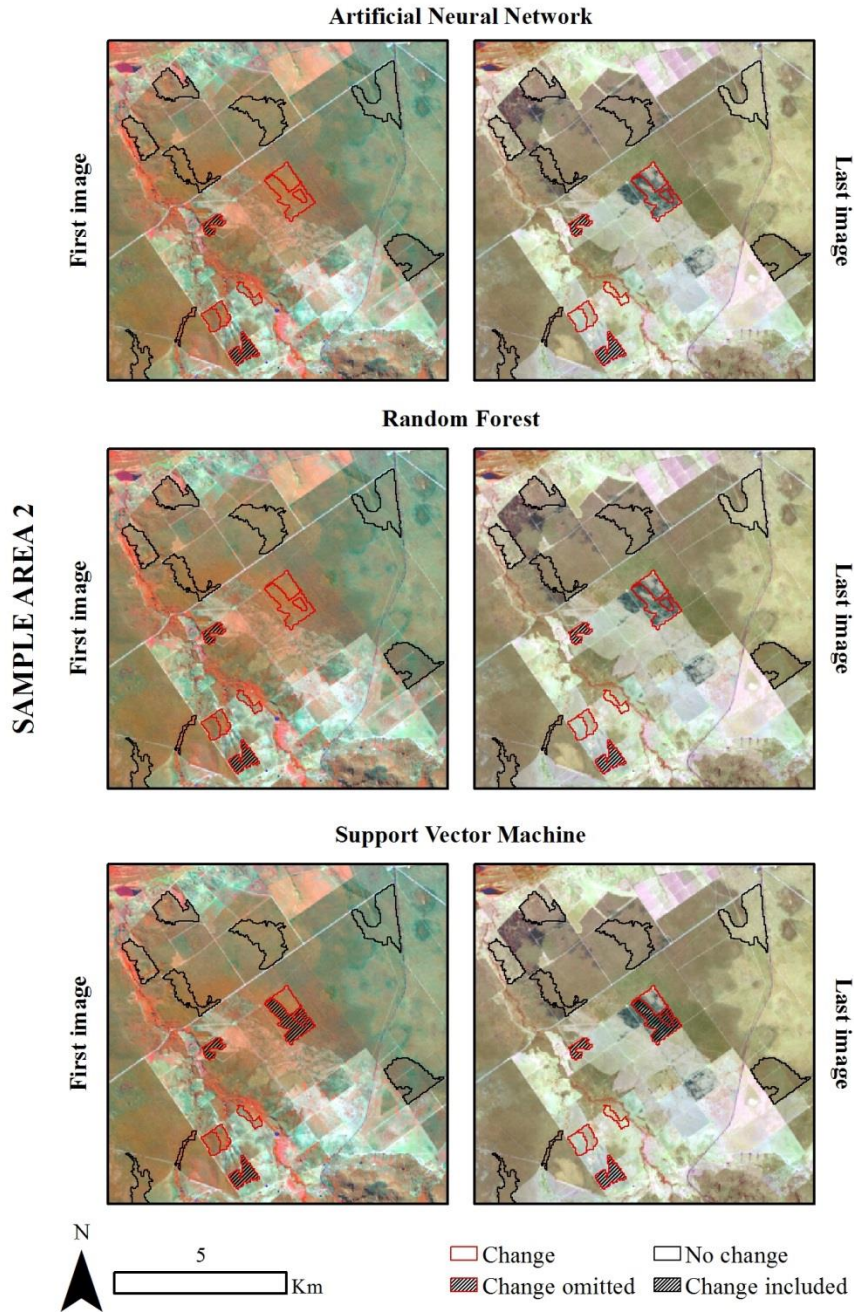 Artificial Neural Network
First image
Last image
Random Forest
SAMPLE AREA 2
First image
Last image
Support Vector Machine
First image
Last image
N
5
Km
Change
No change
Change omitted
Change included